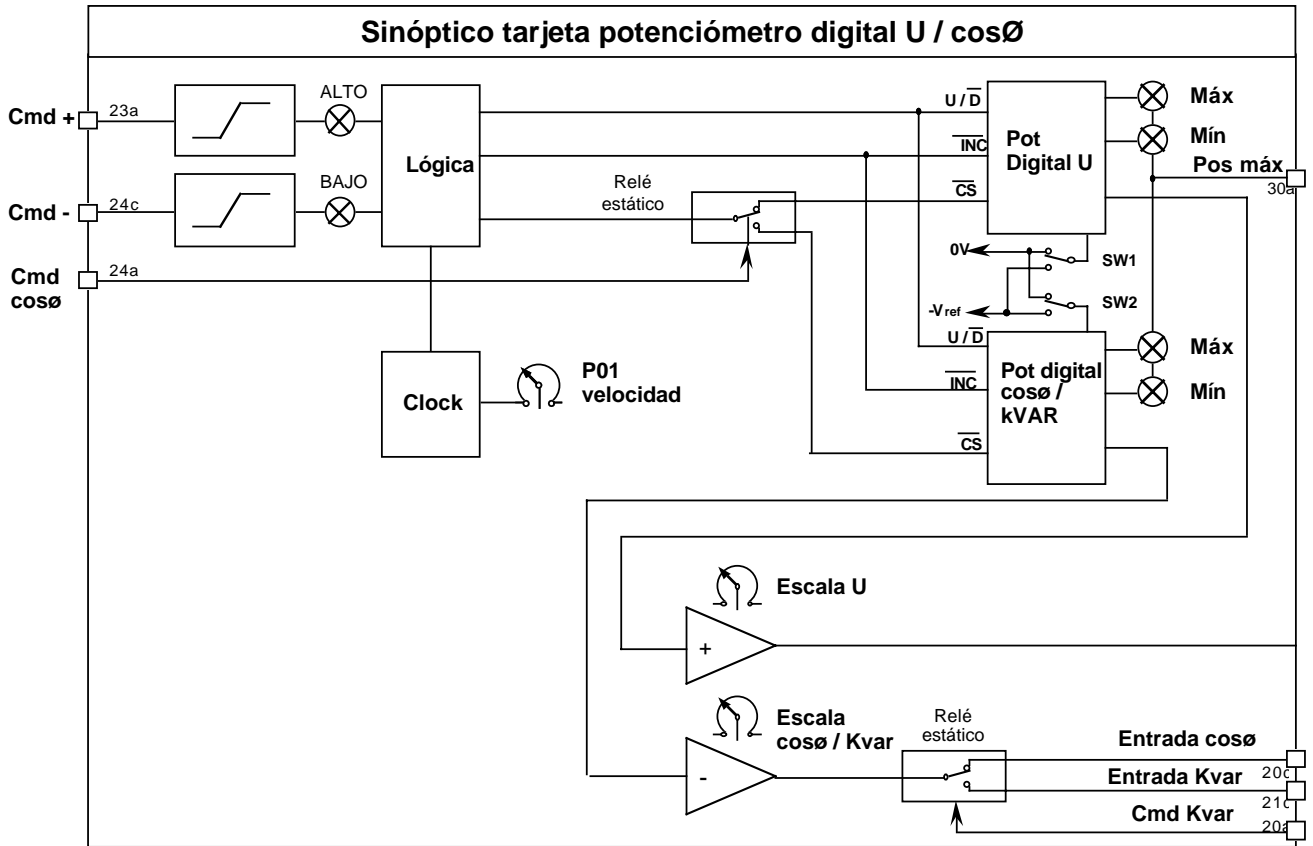 Sinóptico tarjeta potenciómetro digital U / cosØ
Cmd +
23a
ALTO
Lógica
U / D
INC
CS
Pot
Digital U
Máx
Mín
Pos máx
30a
Cmd -
24c
BAJO
Relé
estático
Cmd
cosø
24a
0V
SW1
-Vref
SW2
U / D
INC
CS
Pot digital
cosø /
kVAR
Máx
Mín
Clock
P01
velocidad
Escala U
+
Escala
cosø / Kvar
-
Relé
estático
Entrada cosø
20c
Entrada Kvar
21c
Cmd Kvar
20a